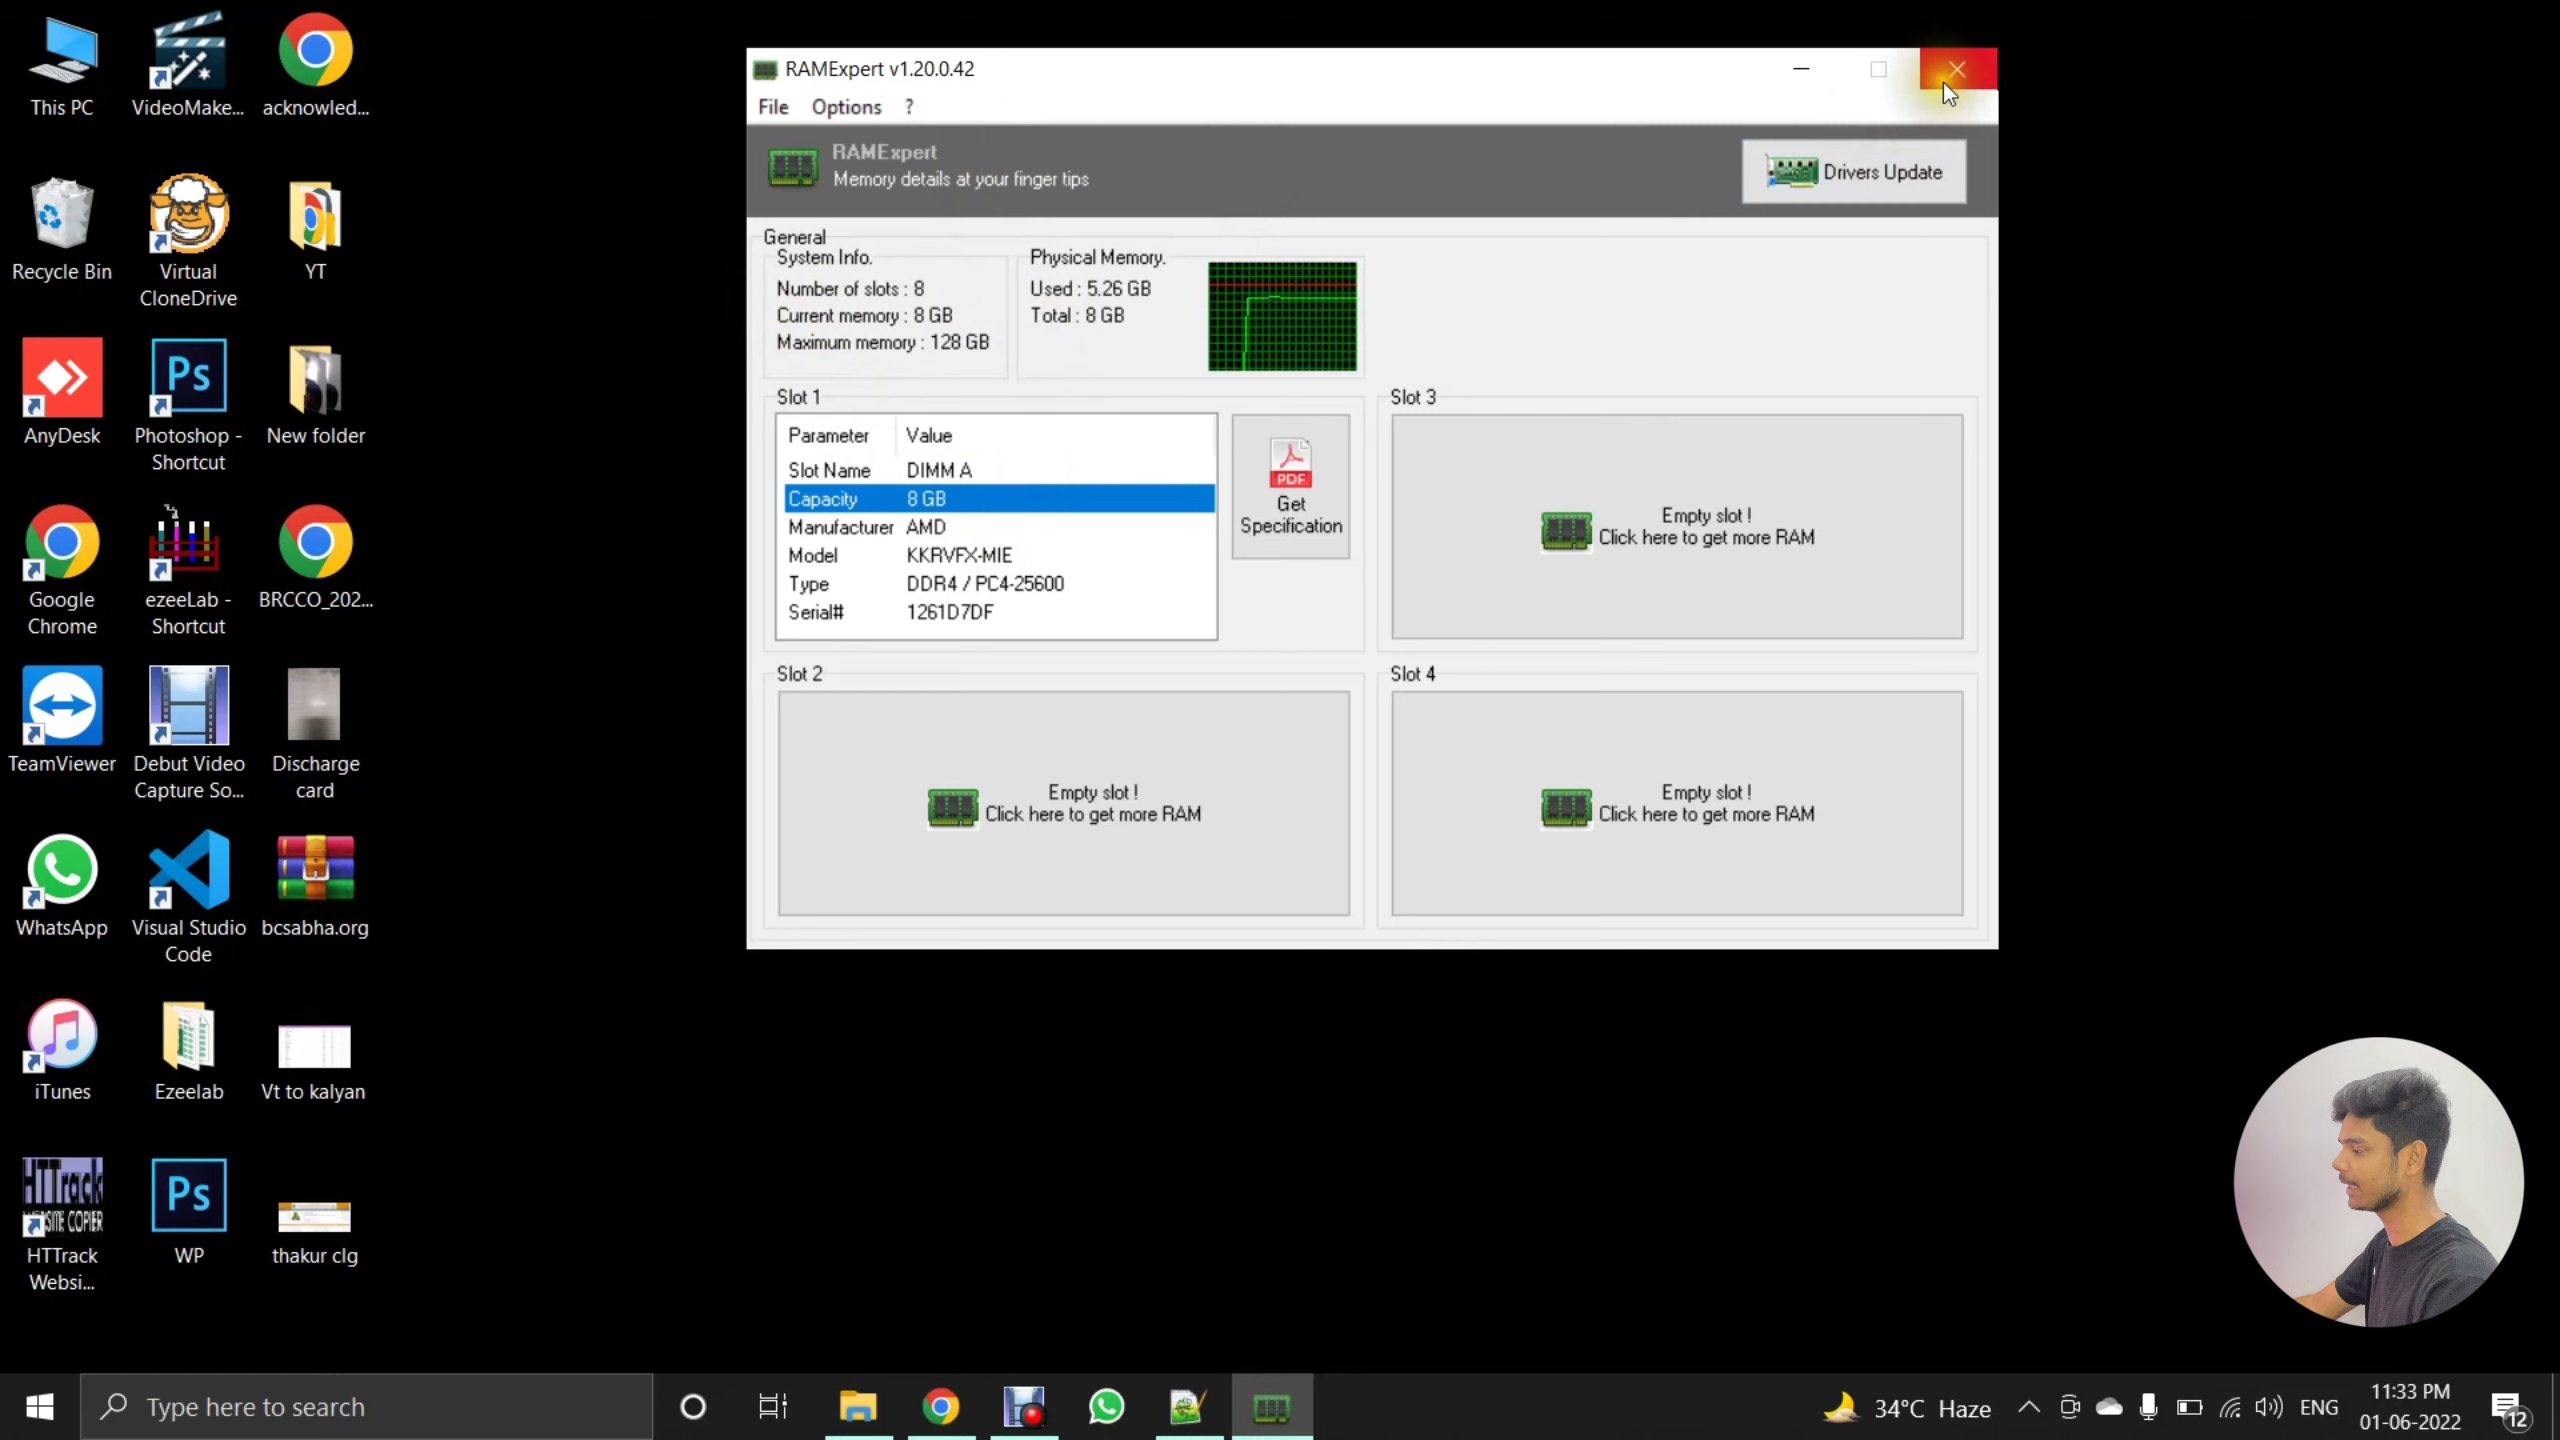 This PC
VideoMake...
acknowled...
Recycle Bin
Virtual
CloneDrive
YT
AnyDesk
Ps
Photoshop -
Shortcut
New folder
Google
Chrome
ezeeLab -
Shortcut
BRCCO_202...
TeamViewer
Debut Video
Capture So...
Discharge
card
WhatsApp
Visual Studio
Code
bcsabha.org
iTunes
Ezeelab
Vt to kalyan
HTTrack
HTTrack
Websi...
Ps
WP
thakur clg
RAMExpert v1.20.0.42
File Options ?
RAMExpert
Memory details at your finger tips
Drivers Update
General
System Info.
Number of slots : 8
Current memory : 8 GB
Maximum memory : 128 GB
Physical Memory.
Used : 5.26 GB
Total : 8 GB
Slot 1
Parameter Value
Slot Name DIMM A
Capacity 8 GB
Manufacturer AMD
Model KKRVFX-MIE
Type DDR4 / PC4-25600
Serial# 1261D7DF
PDF
Get
Specification
Slot 3
Empty slot !
Click here to get more RAM
Slot 2
Empty slot !
Click here to get more RAM
Slot 4
Empty slot !
Click here to get more RAM
Type here to search
34°C Haze
ENG
11:33 PM
01-06-2022
12